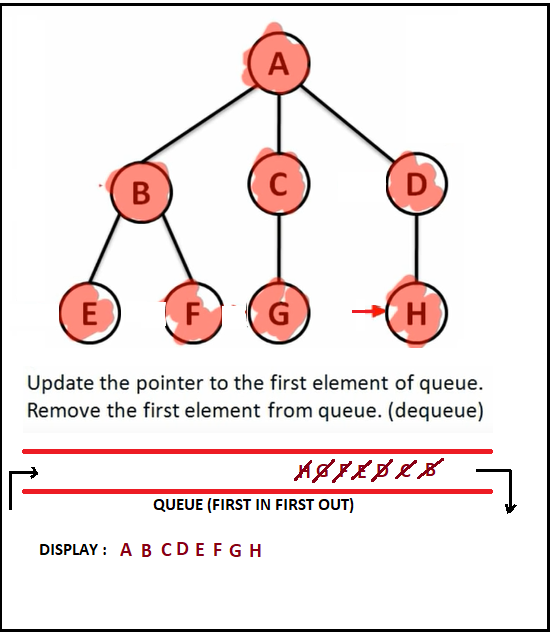 A
B C D
E F G H
Update the pointer to the first element of queue.
Remove the first element from queue. (dequeue)
H G F E D C B
QUEUE (FIRST IN FIRST OUT)
DISPLAY : A B C D E F G H